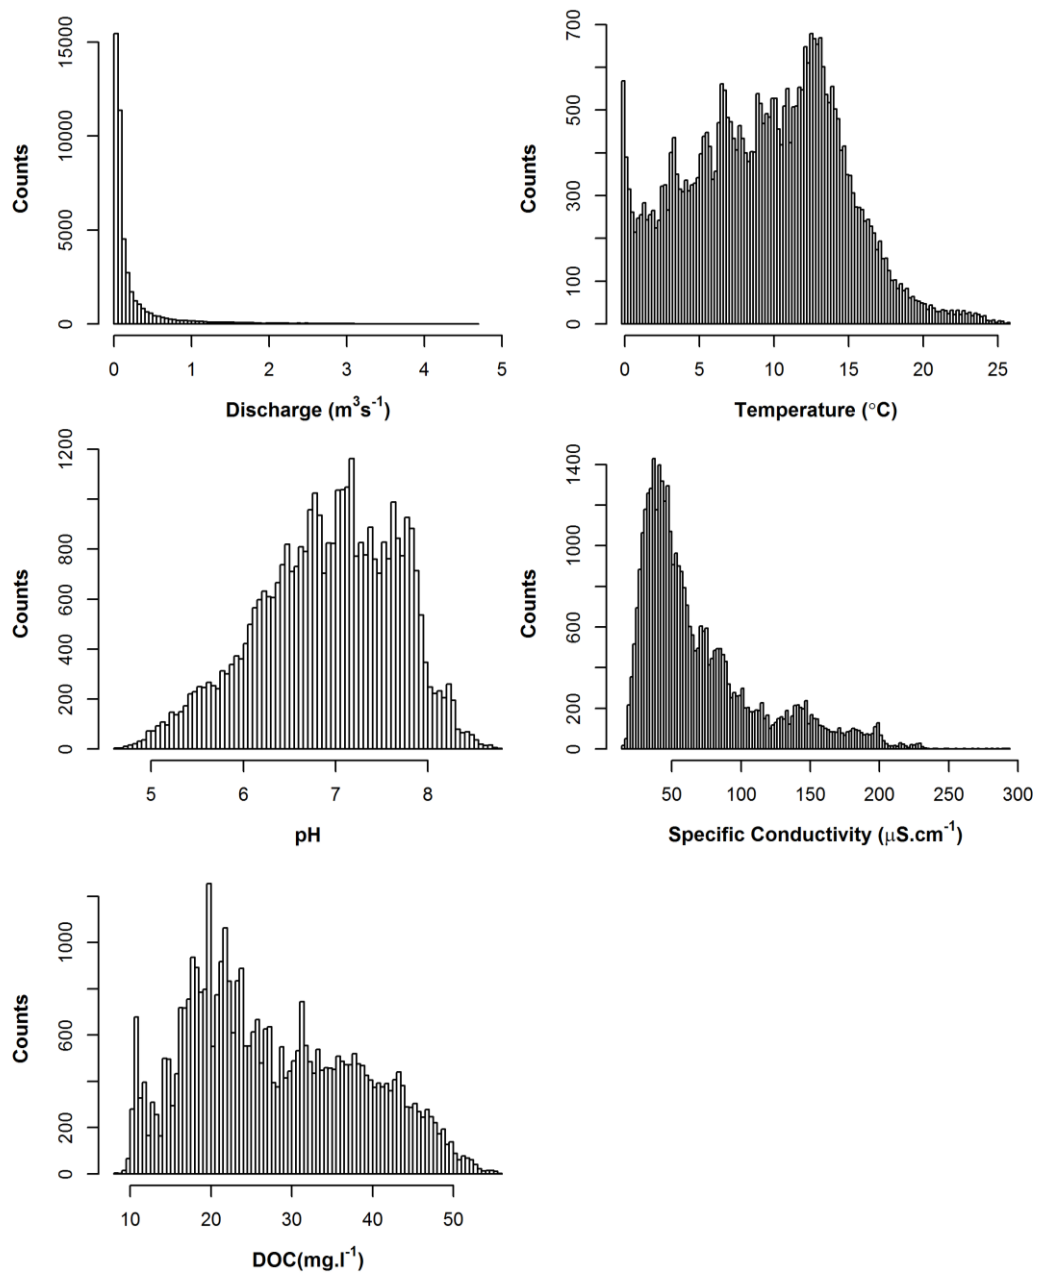 Counts
15000
10000
5000
0
0 1 2 3 4 5
Discharge (m³s⁻¹)
Counts
700
500
300
100
0
0 5 10 15 20 25
Temperature (°C)
Counts
1200
1000
800
600
400
200
0
5 6 7 8
pH
Counts
1400
1000
600
200
0
50 100 150 200 250 300
Specific Conductivity (μS.cm⁻¹)
Counts
1000
600
200
0
10 20 30 40 50
DOC(mg.l⁻¹)